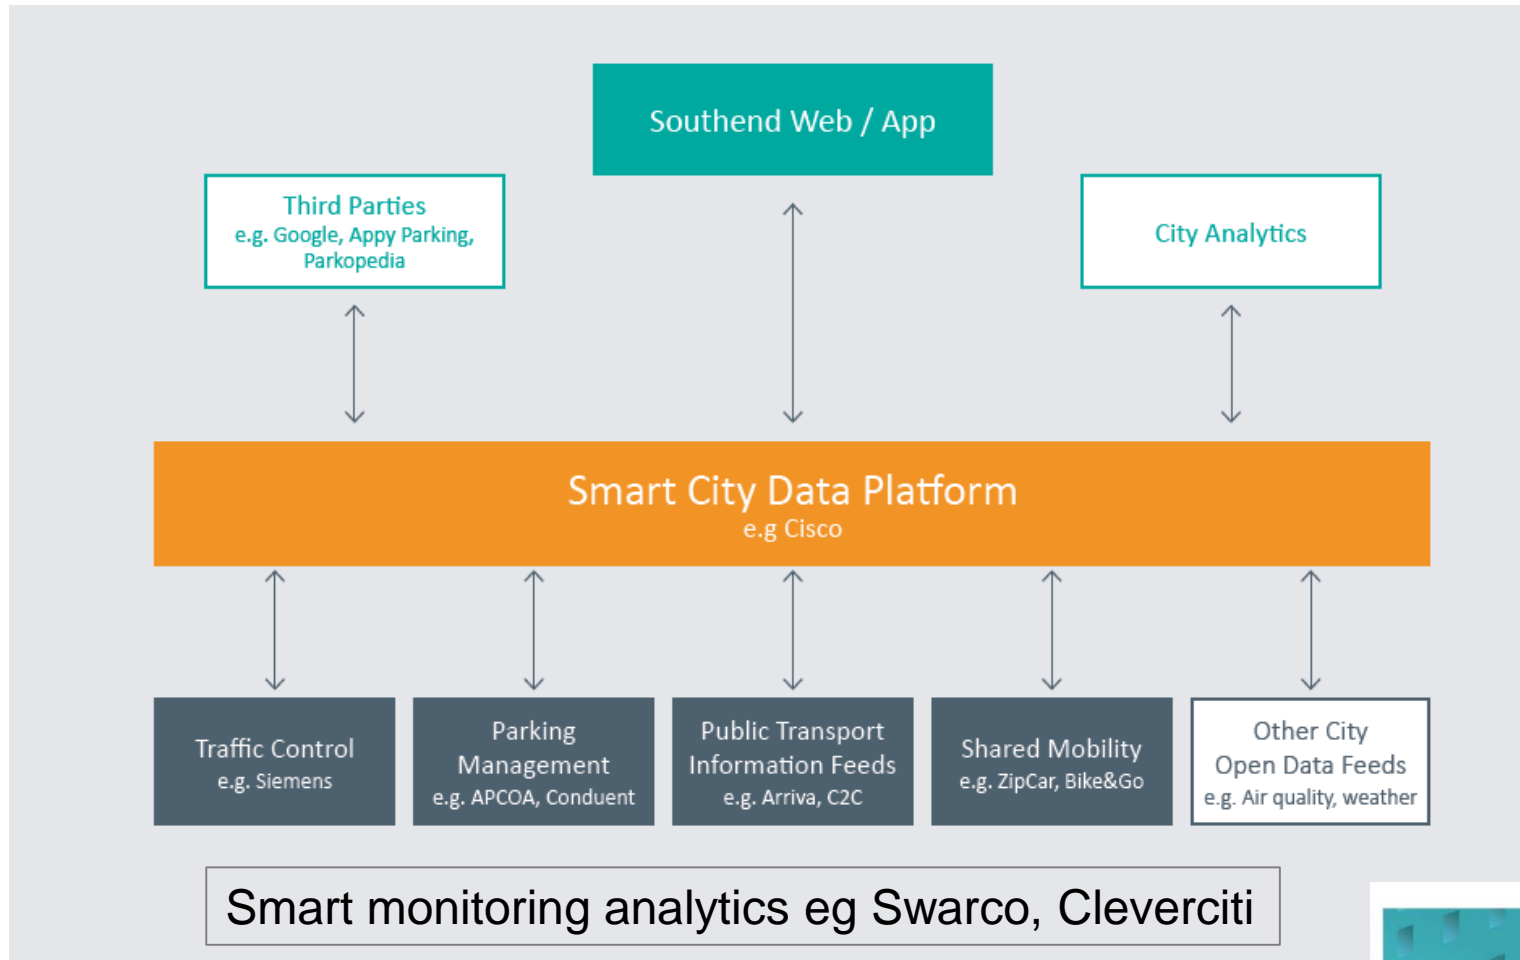 Southend Web / App
Third Parties
e.g. Google, Appy Parking,
Parkopedia
City Analytics
Smart City Data Platform
e.g Cisco
Traffic Control
e.g. Siemens
Parking
Management
e.g. APCOA, Conduent
Public Transport
Information Feeds
e.g. Arriva, C2C
Shared Mobility
e.g. ZipCar, Bike&Go
Other City
Open Data Feeds
e.g. Air quality, weather
Smart monitoring analytics eg Swarco, Cleverciti